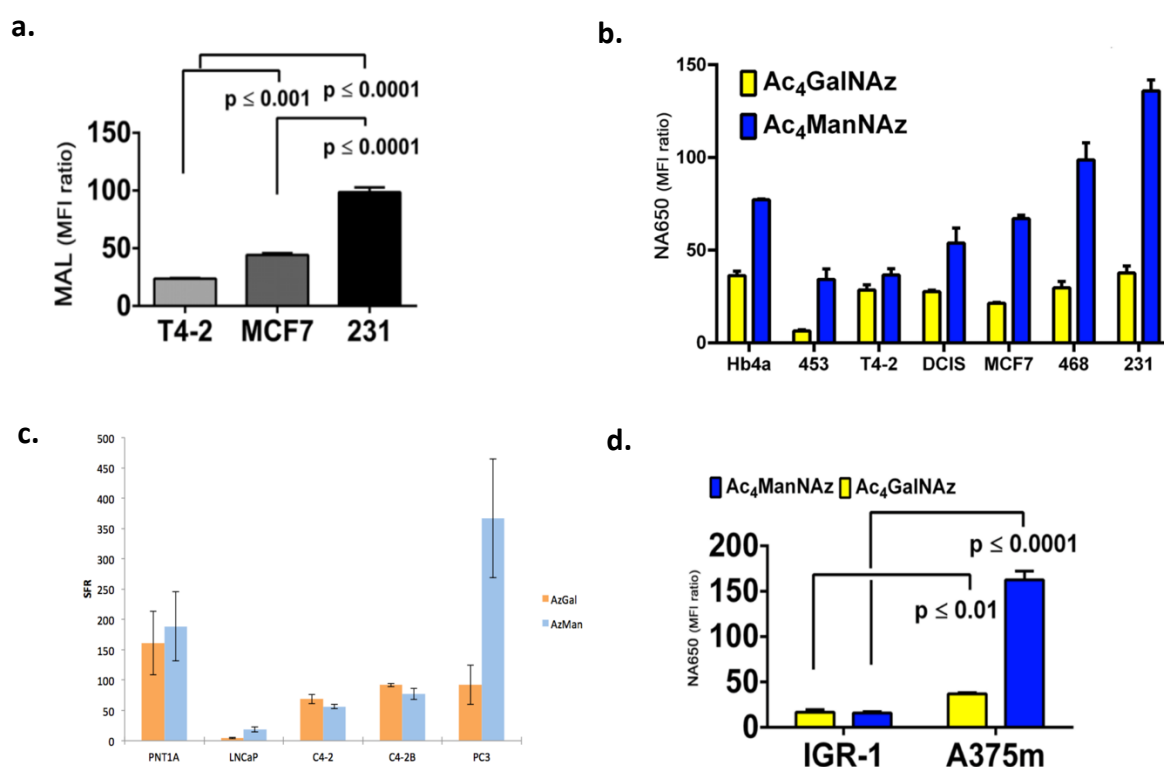 a.
p ≤ 0.001
p ≤ 0.0001
p ≤ 0.0001
MAL (MFI ratio)
150
100
50
0
T4-2 MCF7 231
b.
Ac₄GalNAz
Ac₄ManNAz
NA650 (MFI ratio)
150
100
50
0
Hb4a 453 T4-2 DCIS MCF7 468 231
c.
SFR
500
450
400
350
300
250
200
150
100
50
0
AzGal
AzMan
PNT1A LNCaP C4-2 C4-2B PC3
d.
Ac₄ManNAz Ac₄GalNAz
p ≤ 0.0001
p ≤ 0.01
NA650 (MFI ratio)
200
150
100
50
0
IGR-1 A375m